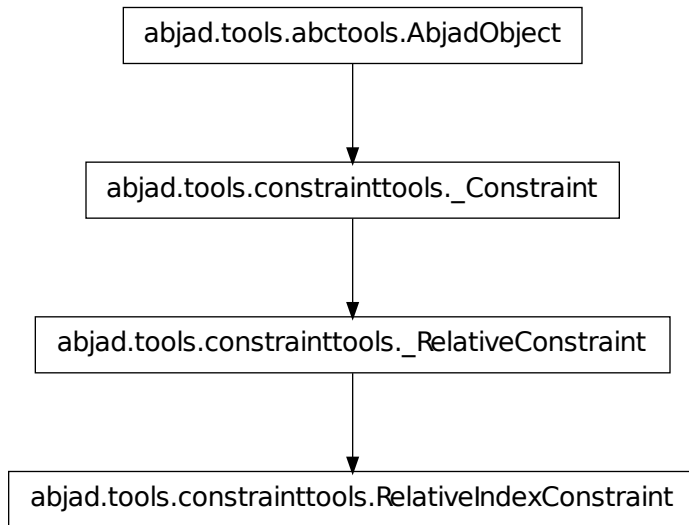 abjad.tools.abctools.AbjadObject
abjad.tools.constrainttools._Constraint
abjad.tools.constrainttools._RelativeConstraint
abjad.tools.constrainttools.RelativeIndexConstraint